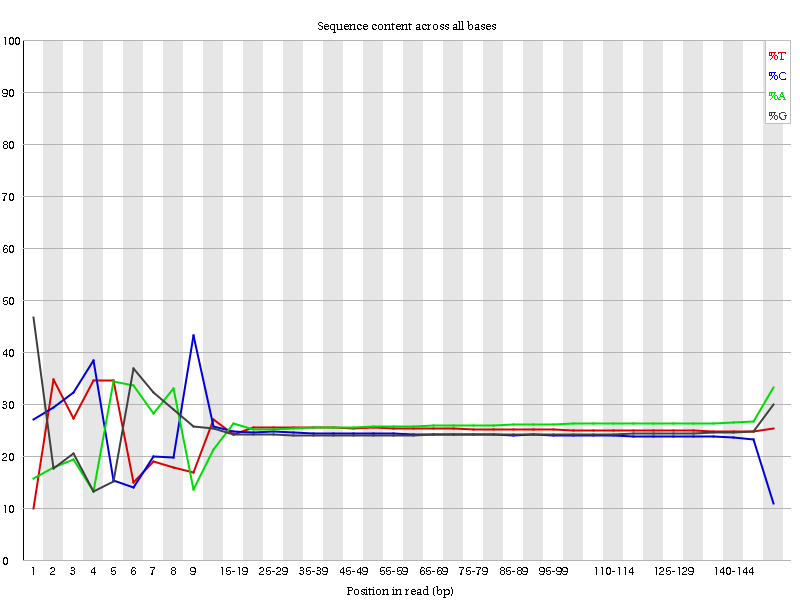 Sequence content across all bases
100
90
80
70
60
50
40
30
20
10
0
%T
%C
%A
%G
1 2 3 4 5 6 7 8 9 15-19 25-29 35-39 45-49 55-59 65-69 75-79 85-89 95-99 110-114 125-129 140-144
Position in read (bp)